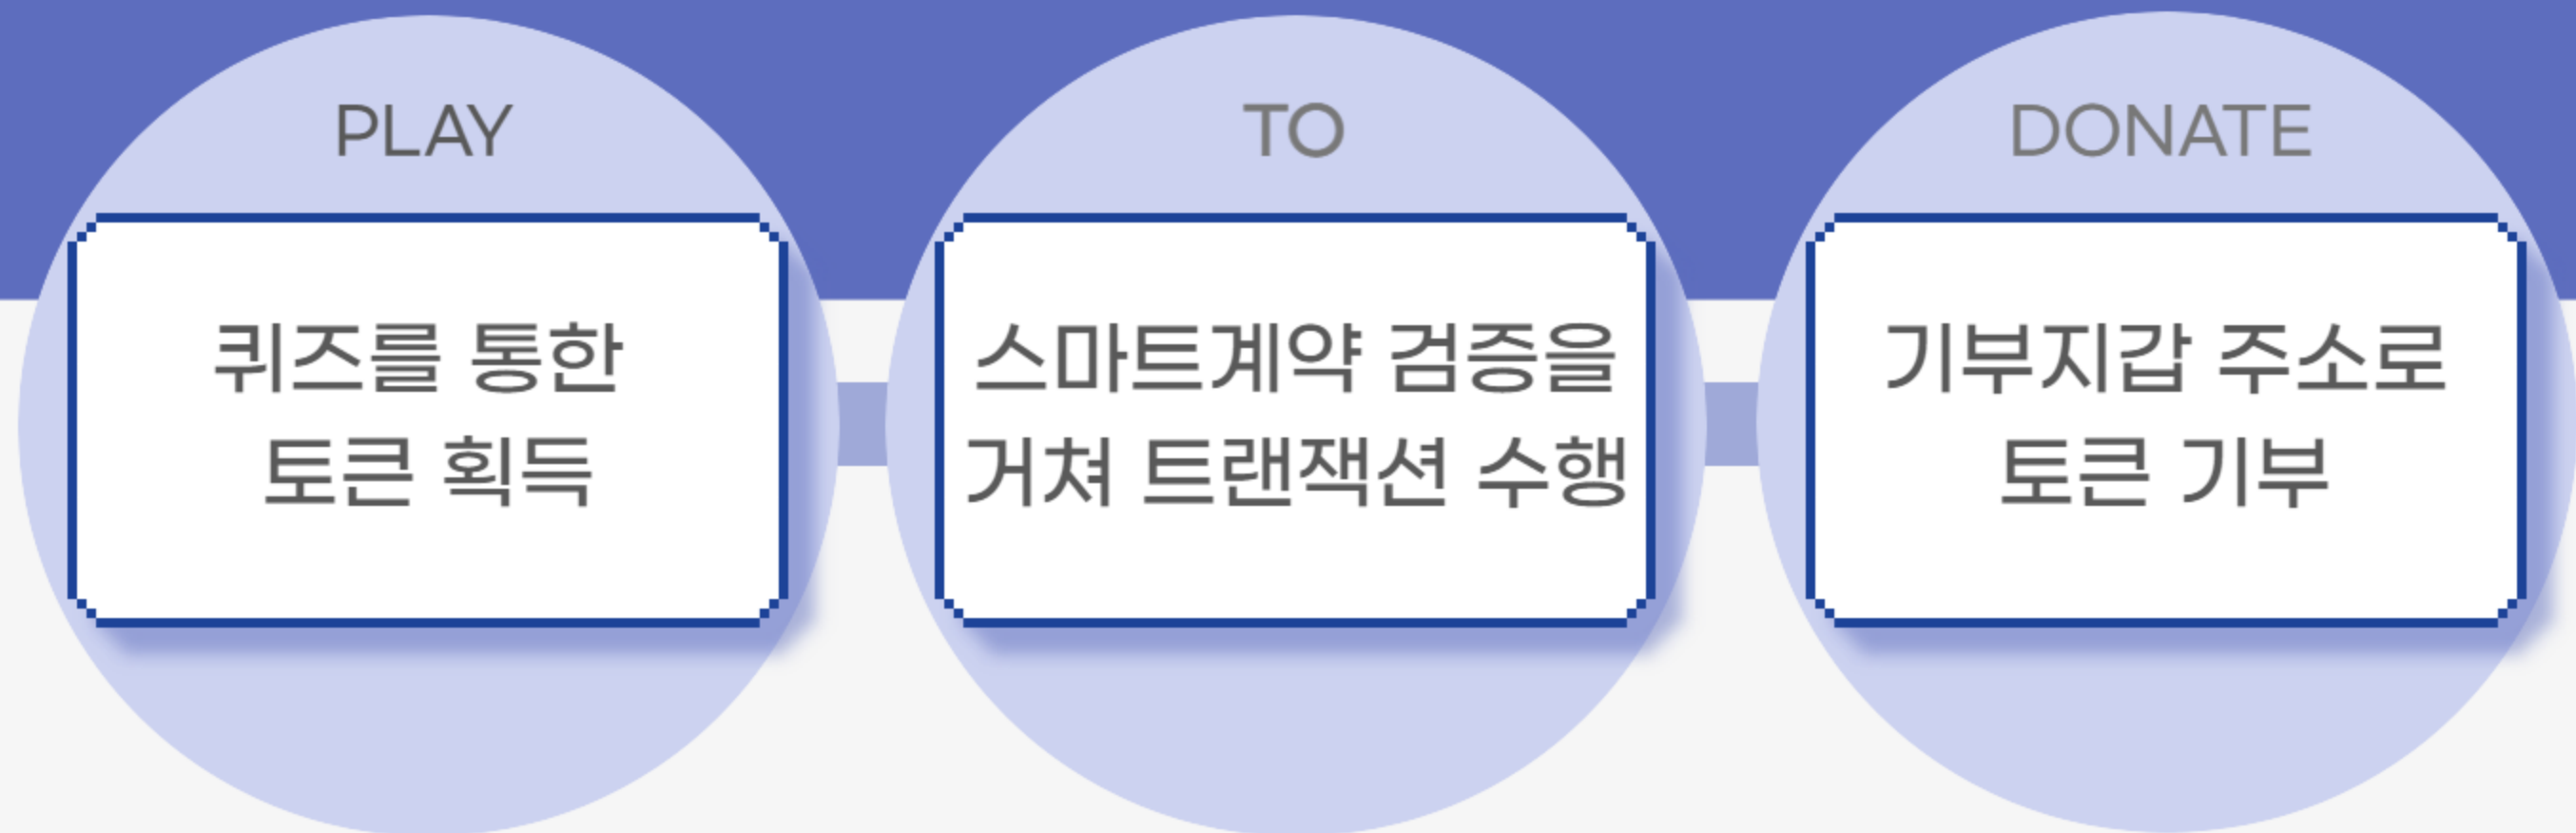 PLAY
퀴즈를 통한
토큰 획득
TO
스마트계약 검증을
거쳐 트랜잭션 수행
DONATE
기부지갑 주소로
토큰 기부